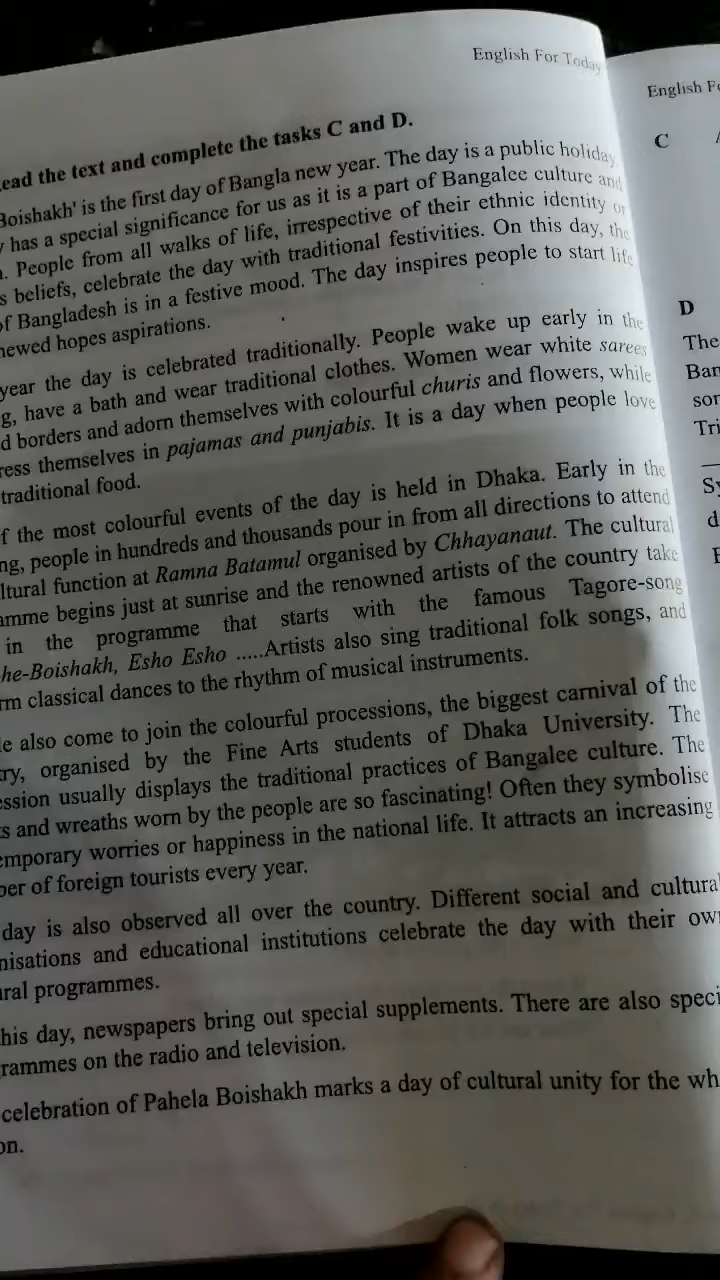 English For Today
ead the text and complete the tasks C and D.
Boishakh' is the first day of Bangla new year. The day is a public holiday.
has a special significance for us as it is a part of Bangalee culture and
. People from all walks of life, irrespective of their ethnic identity or
s beliefs, celebrate the day with traditional festivities. On this day, the
of Bangladesh is in a festive mood. The day inspires people to start life
newed hopes aspirations.
year the day is celebrated traditionally. People wake up early in the
g, have a bath and wear traditional clothes. Women wear white sarees
d borders and adorn themselves with colourful churis and flowers, while
ress themselves in pajamas and punjabis. It is a day when people love
traditional food.
f the most colourful events of the day is held in Dhaka. Early in the
ng, people in hundreds and thousands pour in from all directions to attend
ltural function at Ramna Batamul organised by Chhayanaut. The cultural
amme begins just at sunrise and the renowned artists of the country take
in the programme that starts with the famous Tagore-song
he-Boishakh, Esho Esho .....Artists also sing traditional folk songs, and
rm classical dances to the rhythm of musical instruments.
le also come to join the colourful processions, the biggest carnival of the
try, organised by the Fine Arts students of Dhaka University. The
ession usually displays the traditional practices of Bangalee culture. The
s and wreaths worn by the people are so fascinating! Often they symbolise
emporary worries or happiness in the national life. It attracts an increasing
ber of foreign tourists every year.
day is also observed all over the country. Different social and cultural
nisations and educational institutions celebrate the day with their own
ural programmes.
his day, newspapers bring out special supplements. There are also speci
rammes on the radio and television.
celebration of Pahela Boishakh marks a day of cultural unity for the wh
on.
English Fo
C
D
The
Ban
son
Tri
Sy
d